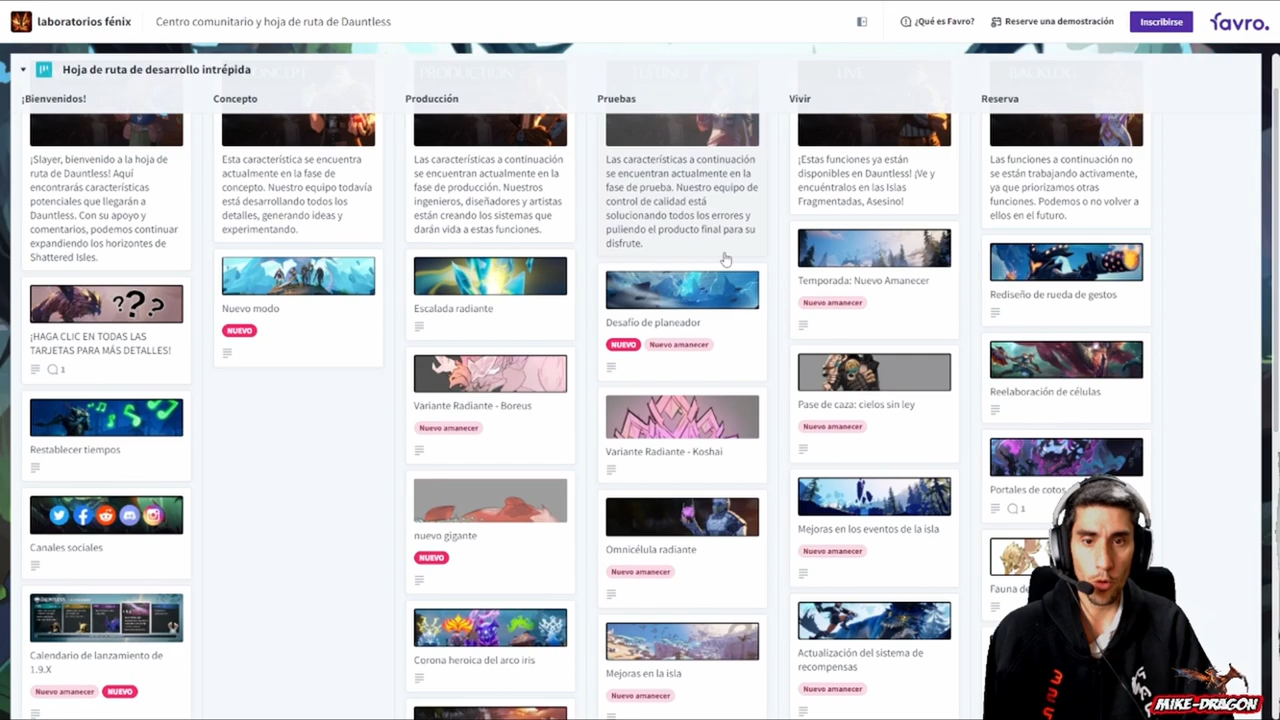 laboratorios fénix
Centro comunitario y hoja de ruta de Dauntless
¿Qué es Favro?
Reserve una demostración
Inscribirse
favro.
Hoja de ruta de desarrollo intrépida
CONCEPT
PRODUCTION
TESTING
LIVE
BACKLOG
¡Bienvenidos!
Concepto
Producción
Pruebas
Vivir
Reserva
¡Slayer, bienvenido a la hoja de
ruta de Dauntless! Aquí
encontrarás características
potenciales que llegarán a
Dauntless. Con su apoyo y
comentarios, podemos continuar
expandiendo los horizontes de
Shattered Isles.
???
¡HAGA CLIC EN TODAS LAS
TARJETAS PARA MÁS DETALLES!
1
Restablecer tiempos
Canales sociales
Calendario de lanzamiento de
1.9.X
Nuevo amanecer
NUEVO
Esta característica se encuentra
actualmente en la fase de
concepto. Nuestro equipo todavía
está desarrollando todos los
detalles, generando ideas y
experimentando.
Nuevo modo
NUEVO
Las características a continuación
se encuentran actualmente en la
fase de producción. Nuestros
ingenieros, diseñadores y artistas
están creando los sistemas que
darán vida a estas funciones.
Escalada radiante
Variante Radiante - Boreus
Nuevo amanecer
nuevo gigante
NUEVO
Corona heroica del arco iris
Las características a continuación
se encuentran actualmente en la
fase de prueba. Nuestro equipo de
control de calidad está
solucionando todos los errores y
puliendo el producto final para su
disfrute.
Desafío de planeador
NUEVO
Nuevo amanecer
Variante Radiante - Koshai
Omnicélula radiante
Nuevo amanecer
Mejoras en la isla
Nuevo amanecer
¡Estas funciones ya están
disponibles en Dauntless! ¡Ve y
encuéntralos en las Islas
Fragmentadas, Asesino!
Temporada: Nuevo Amanecer
Nuevo amanecer
Pase de caza: cielos sin ley
Nuevo amanecer
Mejoras en los eventos de la isla
Nuevo amanecer
Actualización del sistema de
recompensas
Nuevo amanecer
Las funciones a continuación no
se están trabajando activamente,
ya que priorizamos otras
funciones. Podemos o no volver a
ellos en el futuro.
Rediseño de rueda de gestos
Reelaboración de células
Portales de cotos
1
Fauna de
MIKE-DRAGON